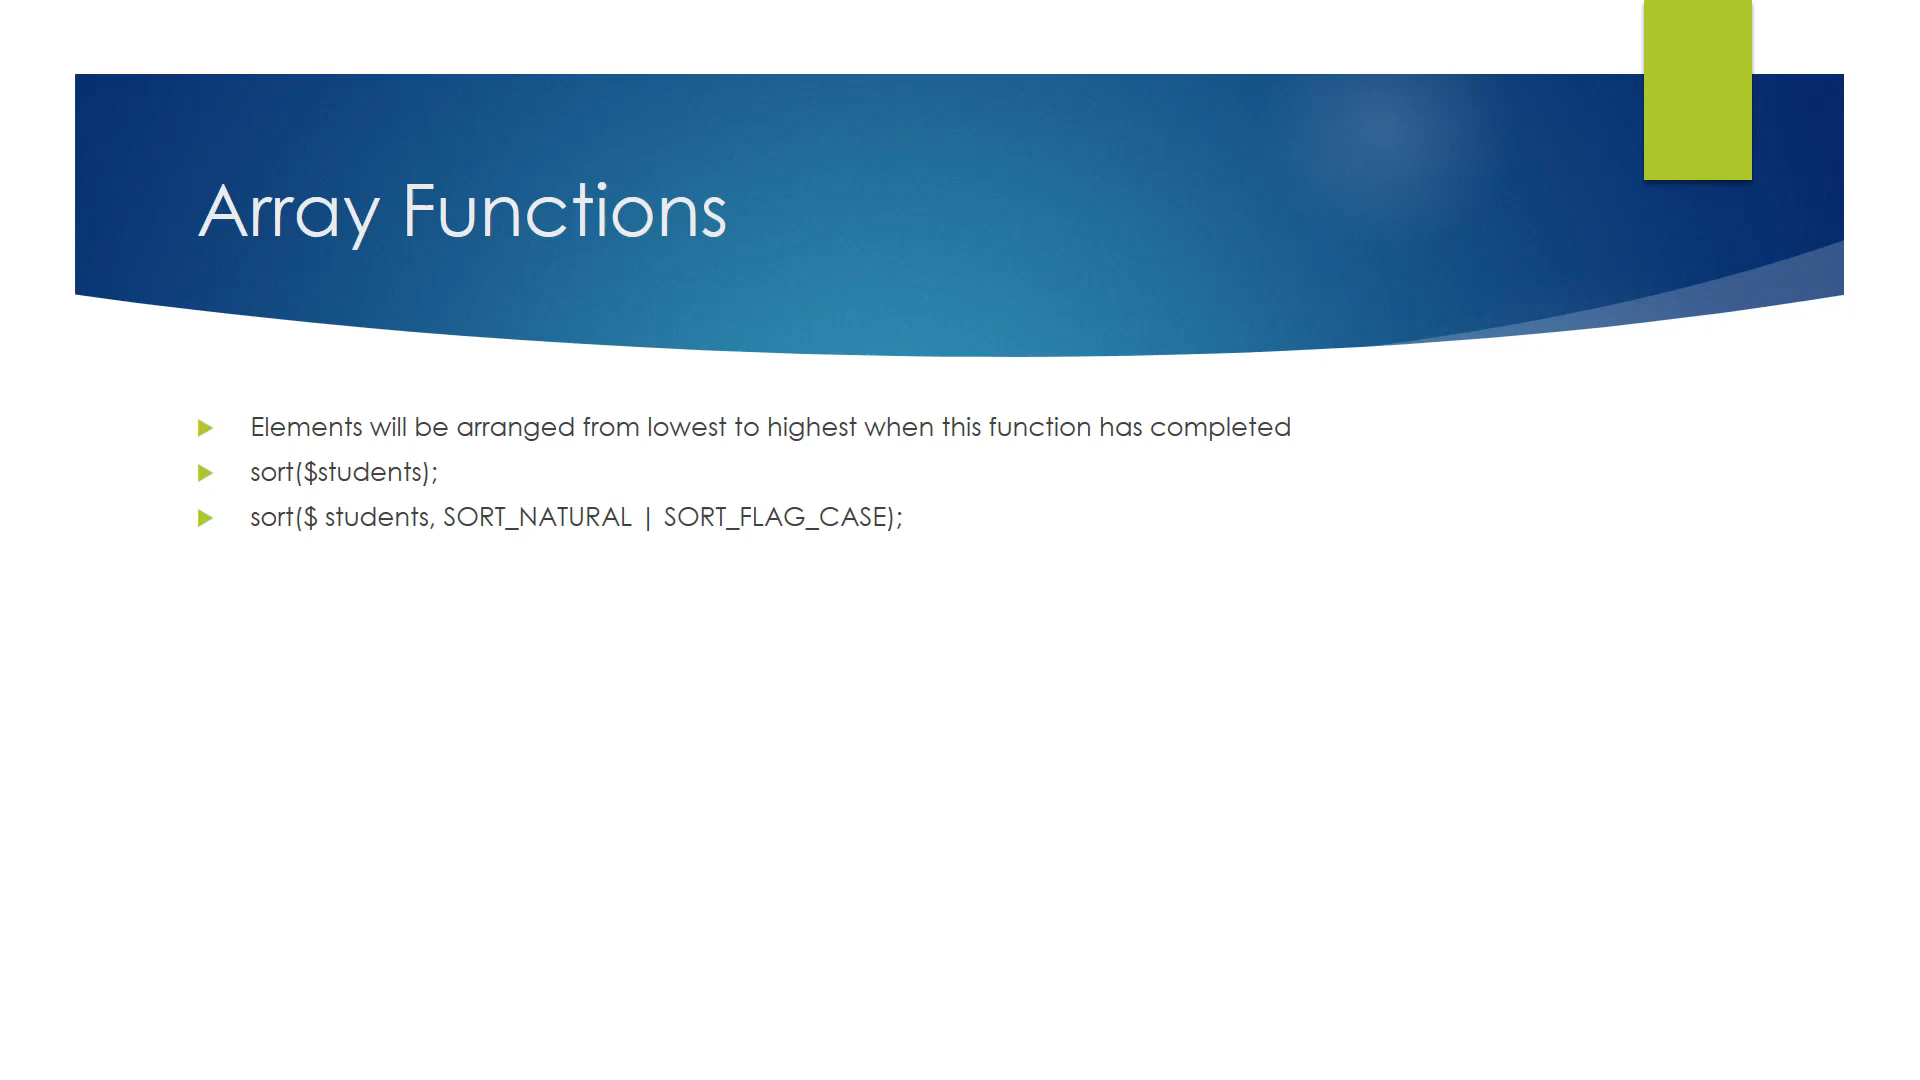 Array Functions
Elements will be arranged from lowest to highest when this function has completed
sort($students);
sort($ students, SORT_NATURAL | SORT_FLAG_CASE);